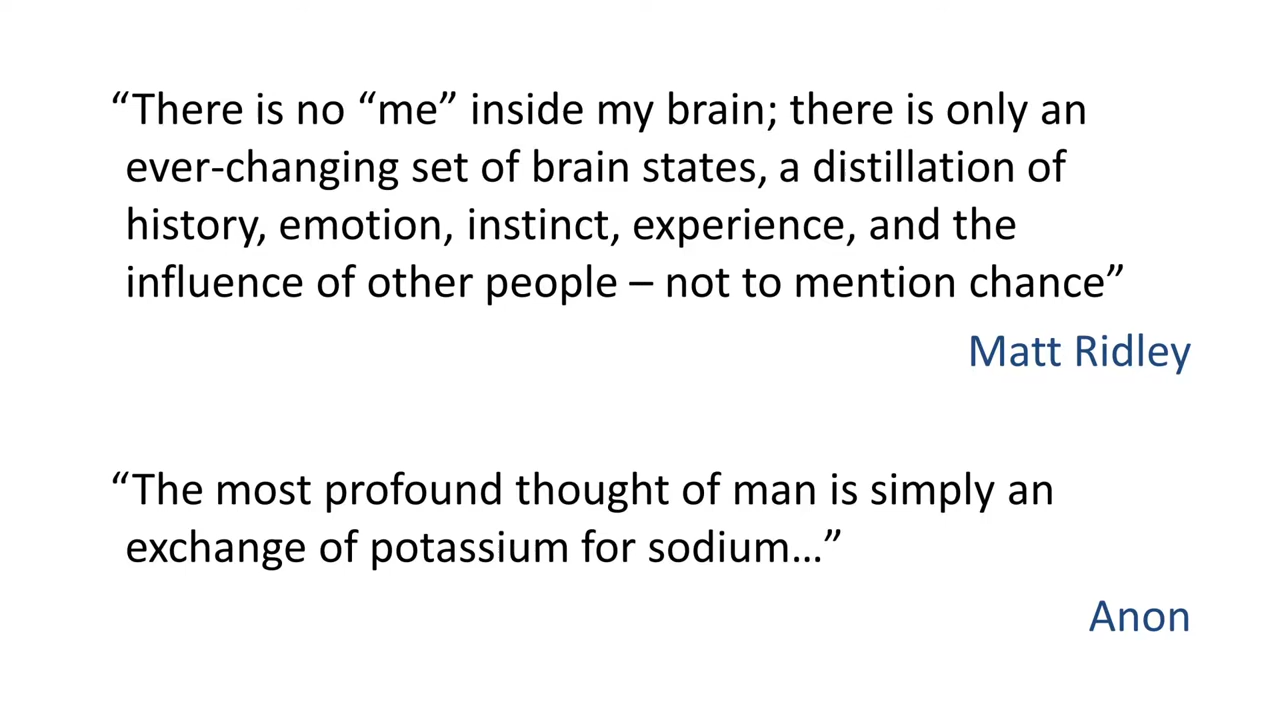 “There is no “me” inside my brain; there is only an
ever-changing set of brain states, a distillation of
history, emotion, instinct, experience, and the
influence of other people – not to mention chance”
Matt Ridley
“The most profound thought of man is simply an
exchange of potassium for sodium…”
Anon